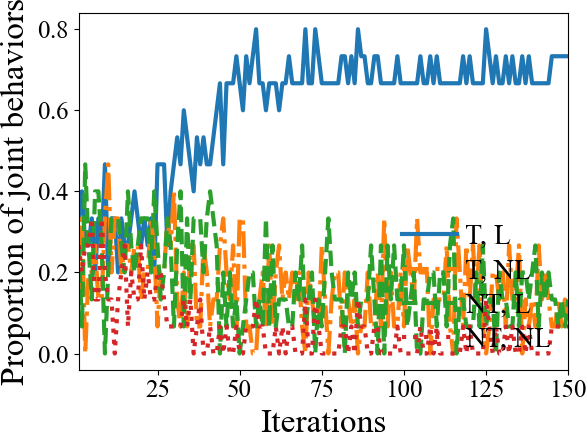 Proportion of joint behaviors
0.8
0.6
0.4
0.2
0.0
T, L
T, NL
NT, L
NT, NL
25
50
75
100
125
150
Iterations